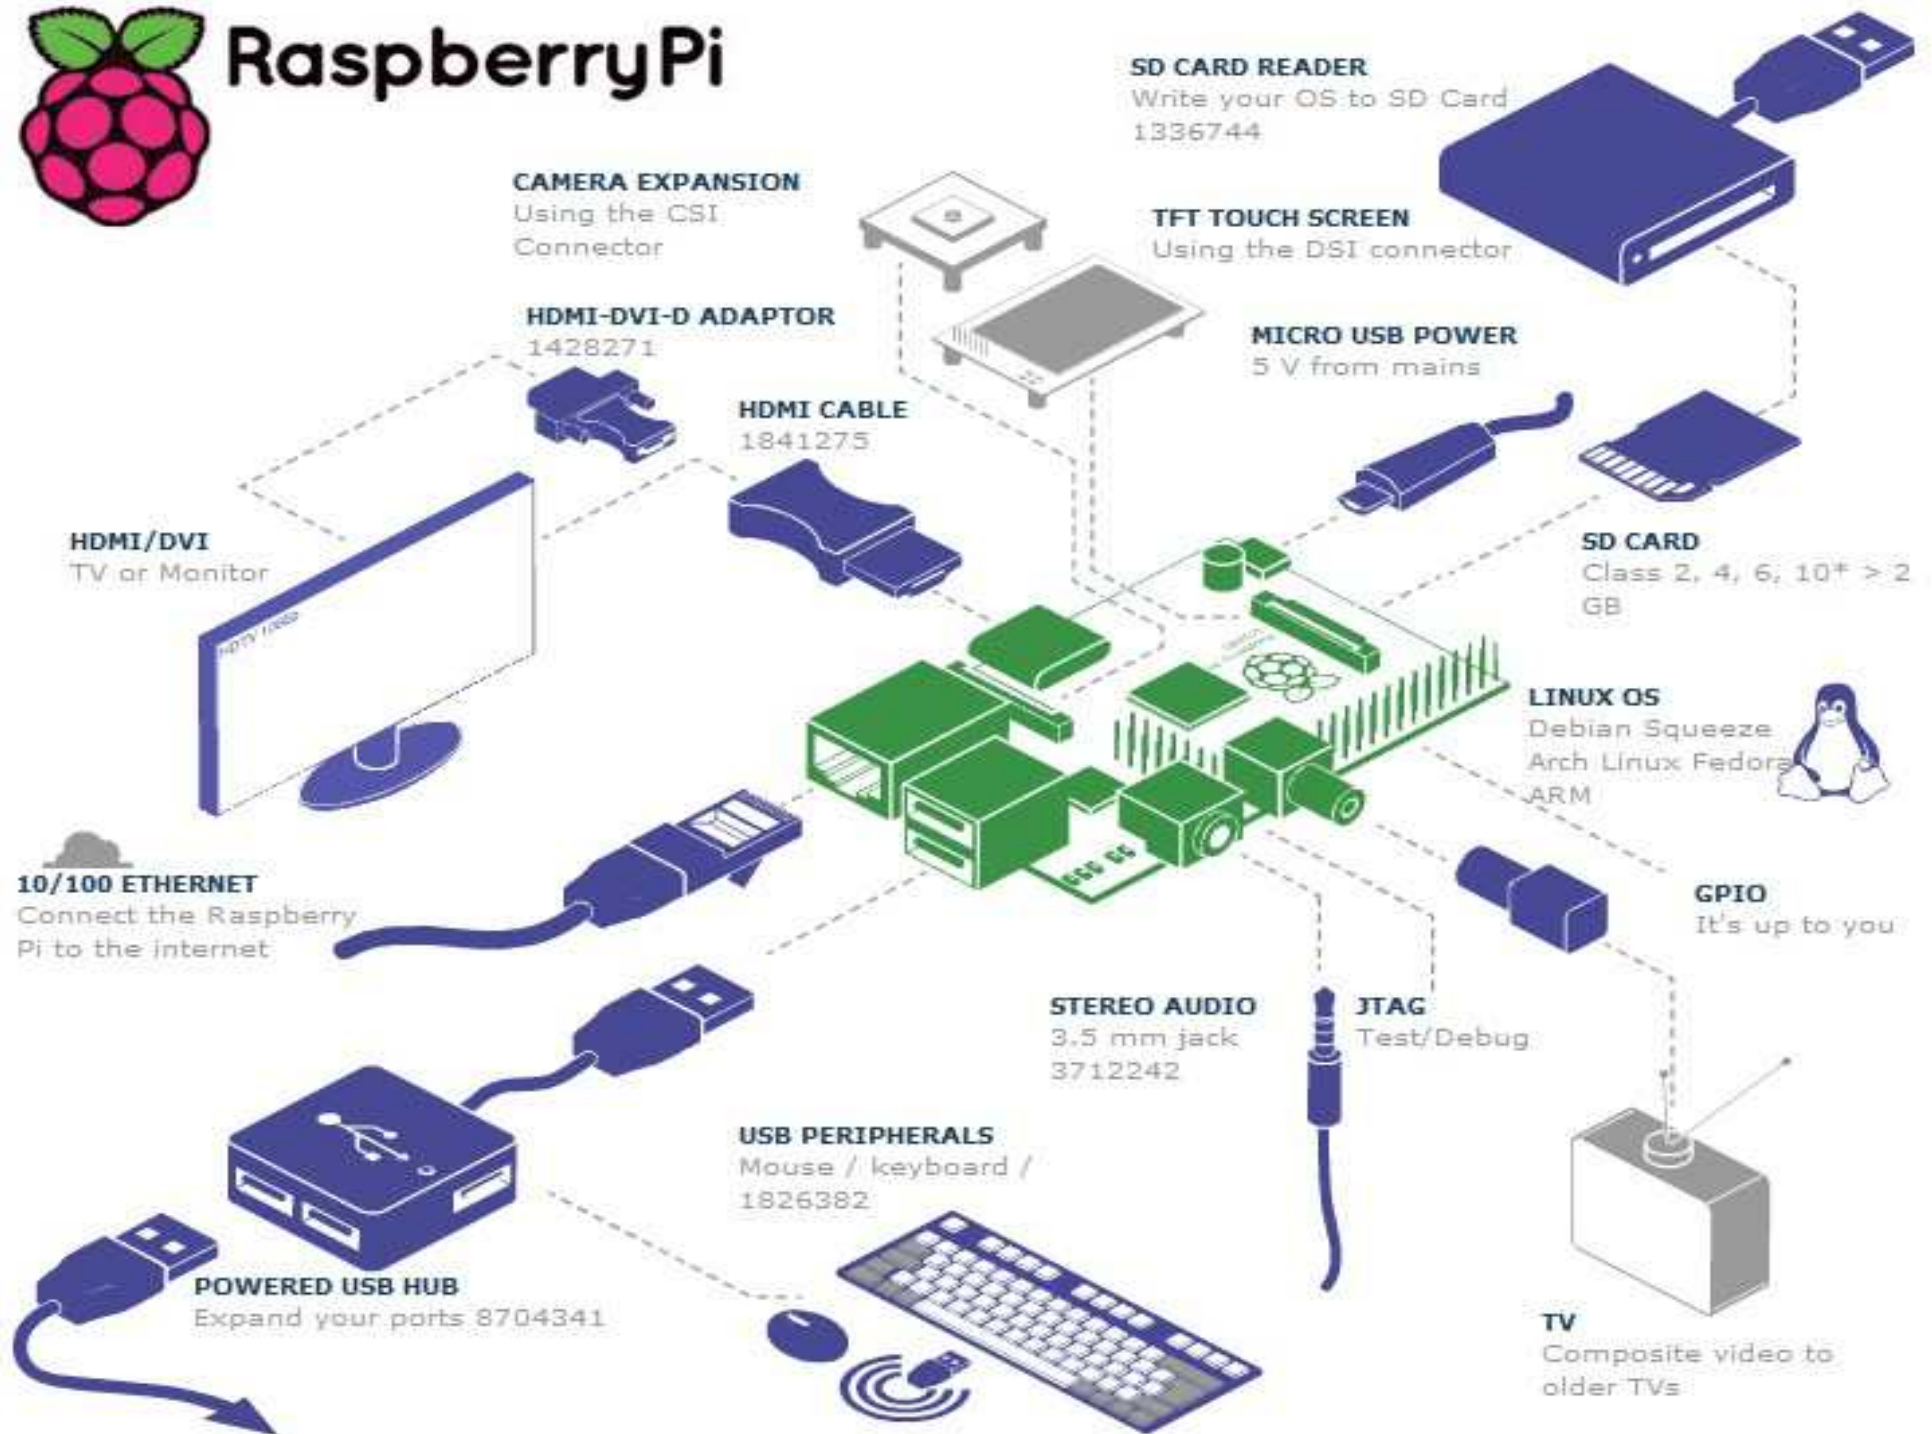 RaspberryPi
SD CARD READER
Write your OS to SD Card
1336744
CAMERA EXPANSION
Using the CSI
Connector
TFT TOUCH SCREEN
Using the DSI connector
HDMI-DVI-D ADAPTOR
1428271
MICRO USB POWER
5 V from mains
HDMI CABLE
1841275
HDMI/DVI
TV or Monitor
SD CARD
Class 2, 4, 6, 10* > 2
GB
LINUX OS
Debian Squeeze
Arch Linux Fedora
ARM
10/100 ETHERNET
Connect the Raspberry
Pi to the internet
GPIO
It's up to you
STEREO AUDIO
3.5 mm jack
3712242
JTAG
Test/Debug
USB PERIPHERALS
Mouse / keyboard /
1826382
POWERED USB HUB
Expand your ports 8704341
TV
Composite video to
older TVs